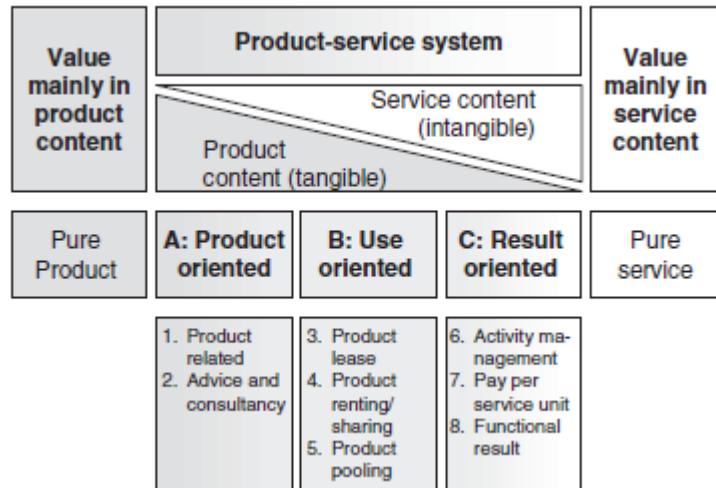 Value
mainly in
product
content
Product-service system
Service content
(intangible)
Product
content (tangible)
Value
mainly in
service
content
Pure
Product
A: Product
oriented
B: Use
oriented
C: Result
oriented
Pure
service
1. Product
related
2. Advice and
consultancy
3. Product
lease
4. Product
renting/
sharing
5. Product
pooling
6. Activity ma-
nagement
7. Pay per
service unit
8. Functional
result